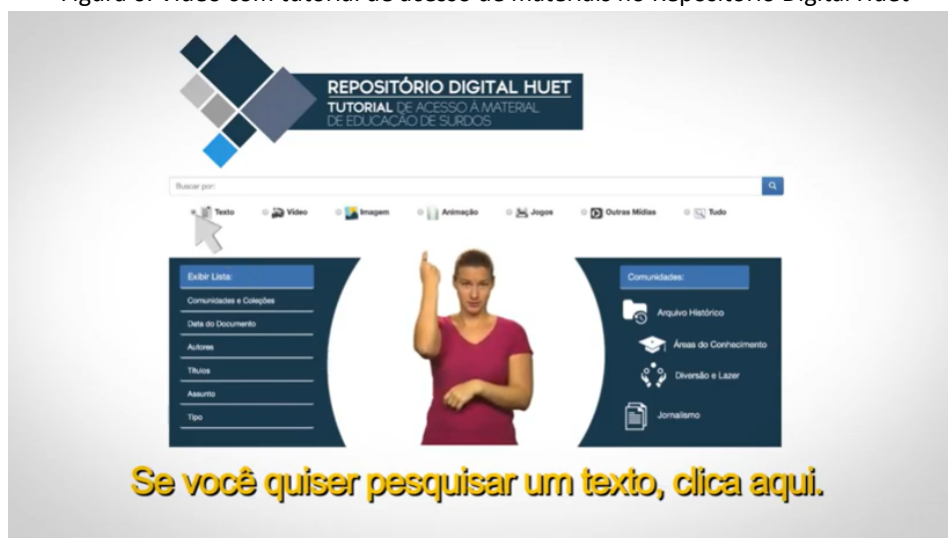 Figura 6: Vídeo com tutorial de acesso de materiais no Repositório Digital Huet
REPOSITÓRIO DIGITAL HUET
TUTORIAL DE ACESSO À MATERIAL
DE EDUCAÇÃO DE SURDOS
Buscar por:
Texto Vídeo Imagem Animação Jogos Outras Mídias Tudo
Exibir Lista:
Comunidades e Coleções
Data do Documento
Autores
Títulos
Assunto
Tipo
Comunidades:
Arquivo Histórico
Áreas do Conhecimento
Diversão e Lazer
Jornalismo
Se você quiser pesquisar um texto, clica aqui.